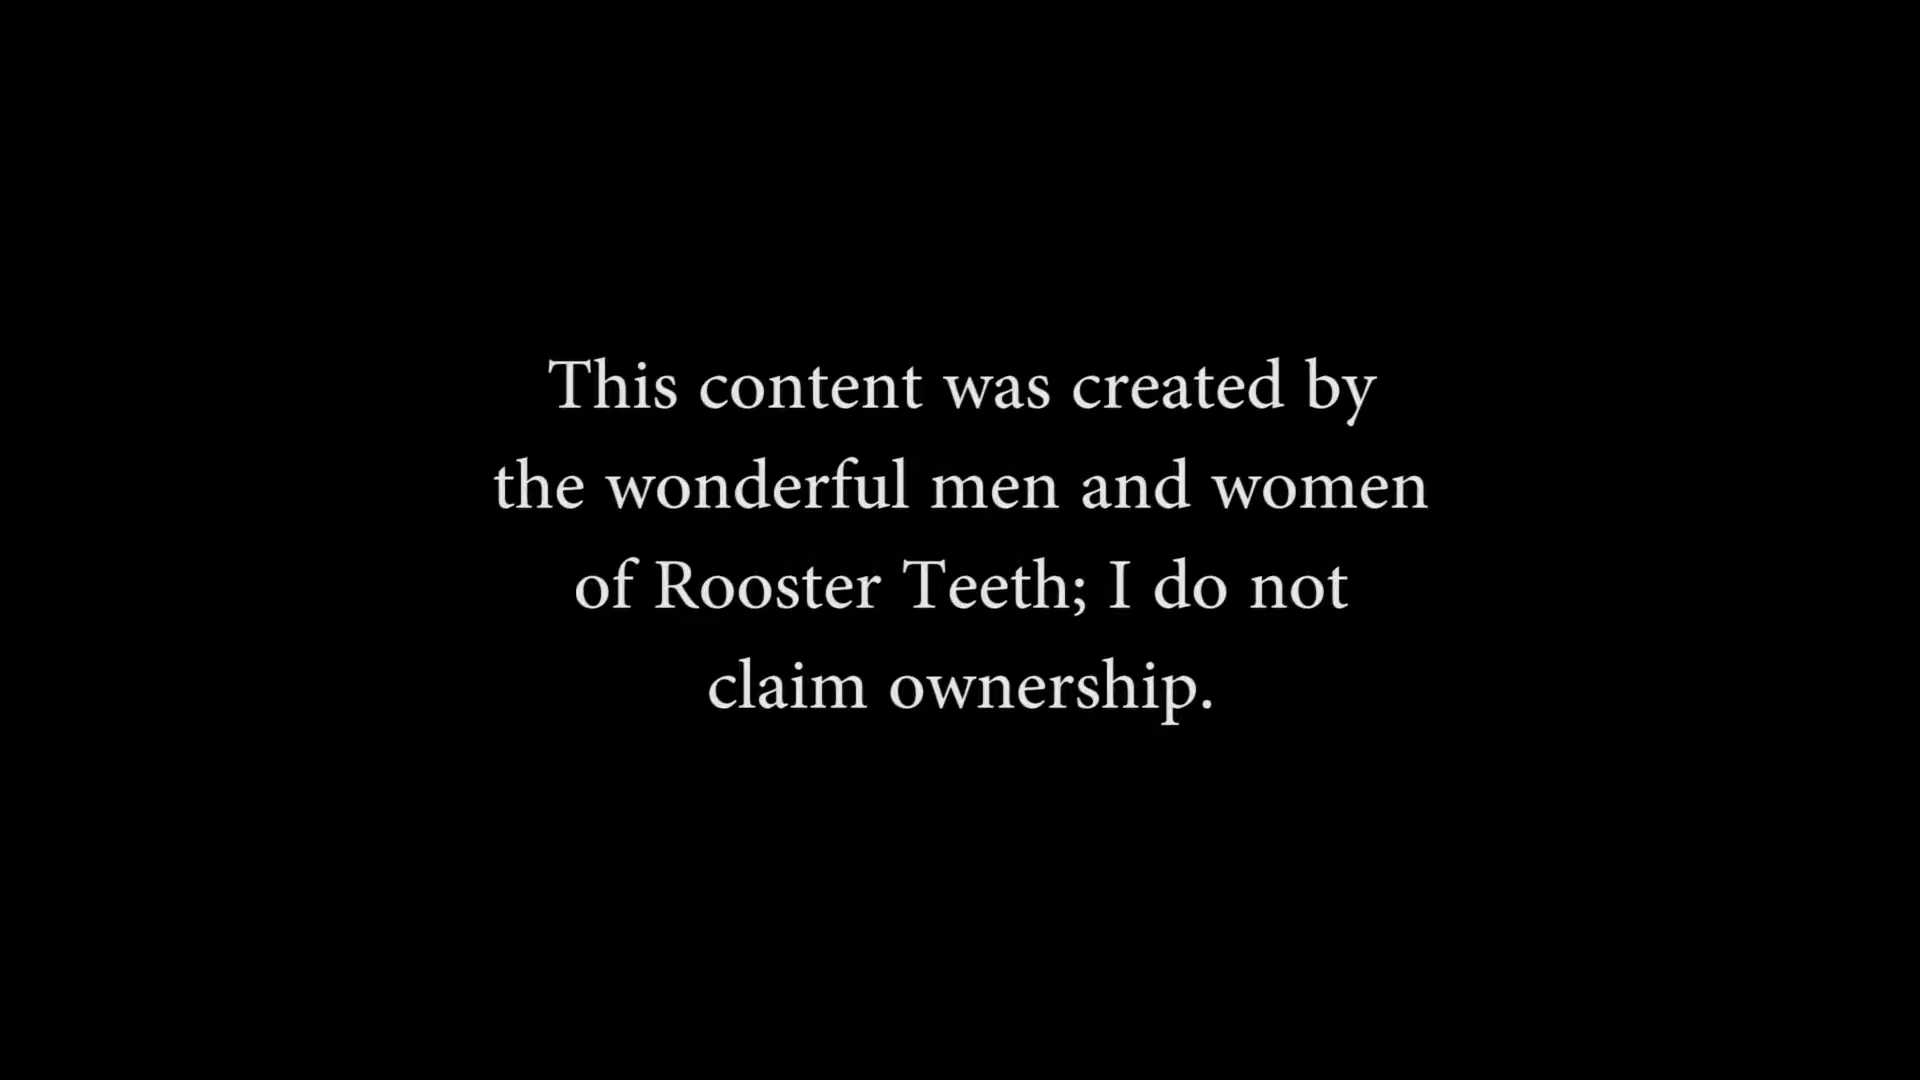 This content was created by
the wonderful men and women
of Rooster Teeth; I do not
claim ownership.